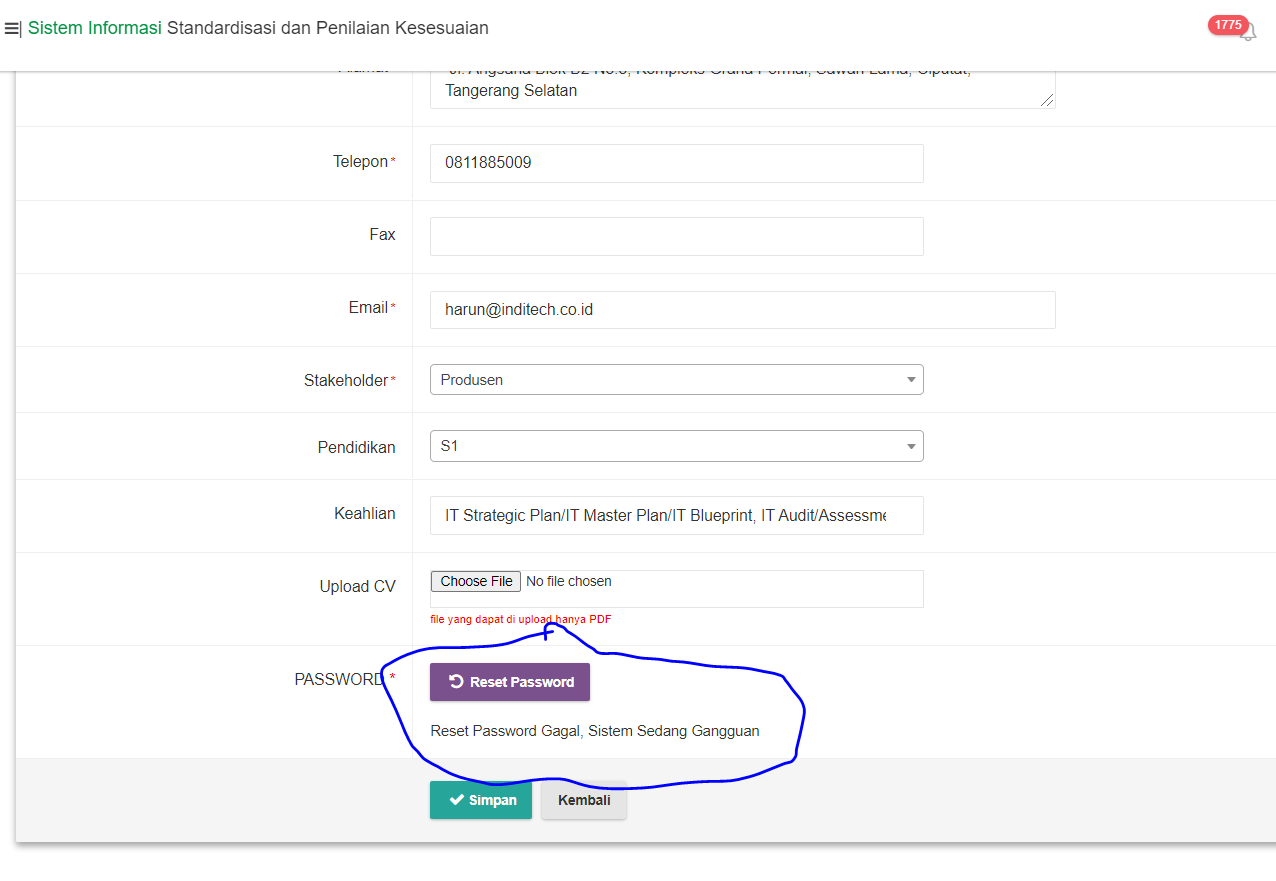 Sistem Informasi Standardisasi dan Penilaian Kesesuaian
1775
Tangerang Selatan
Telepon*
0811885009
Fax
Email*
harun@inditech.co.id
Stakeholder*
Produsen
Pendidikan
S1
Keahlian
IT Strategic Plan/IT Master Plan/IT Blueprint, IT Audit/Assessme
Upload CV
Choose File No file chosen
file yang dapat di upload hanya PDF
PASSWORD *
Reset Password
Reset Password Gagal, Sistem Sedang Gangguan
Simpan
Kembali